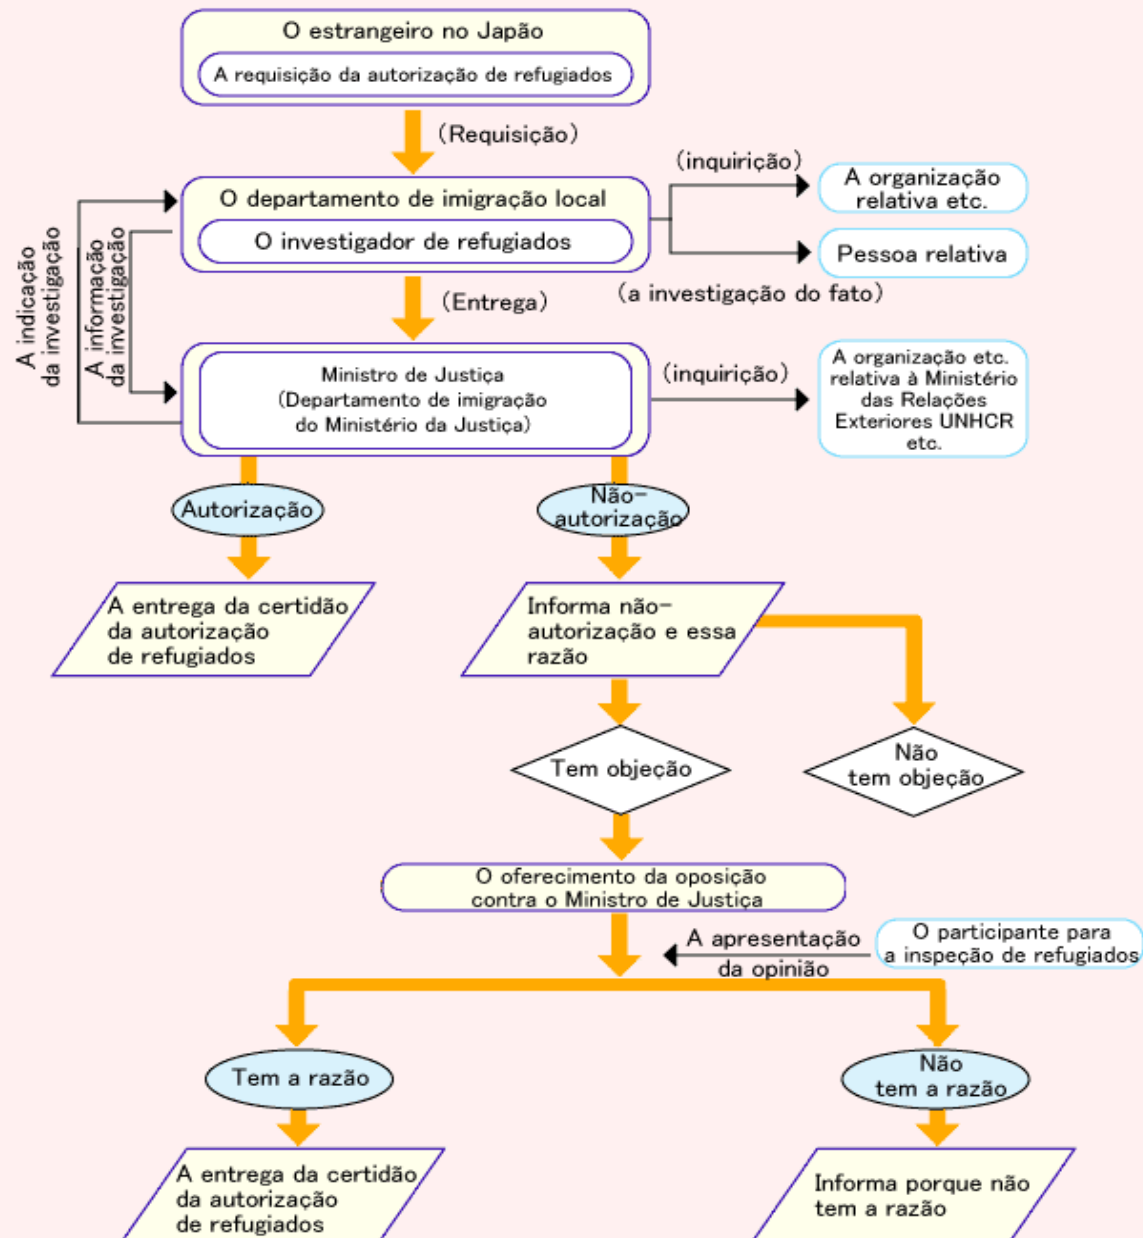 O estrangeiro no Japão
A requisição da autorização de refugiados
(Requisição)
O departamento de imigração local
O investigador de refugiados
(inquirição)
A organização
relativa etc.
Pessoa relativa
(a investigação do fato)
A indicação
da investigação
A informação
da investigação
(Entrega)
Ministro de Justiça
(Departamento de imigração
do Ministério da Justiça)
(inquirição)
A organização etc.
relativa à Ministério
das Relações
Exteriores UNHCR
etc.
Autorização
Não-
autorização
A entrega da certidão
da autorização
de refugiados
Informa não-
autorização e essa
razão
Tem objeção
Não
tem objeção
O oferecimento da oposição
contra o Ministro de Justiça
A apresentação
da opinião
O participante para
a inspeção de refugiados
Tem a razão
Não
tem a razão
A entrega da certidão
da autorização
de refugiados
Informa porque não
tem a razão